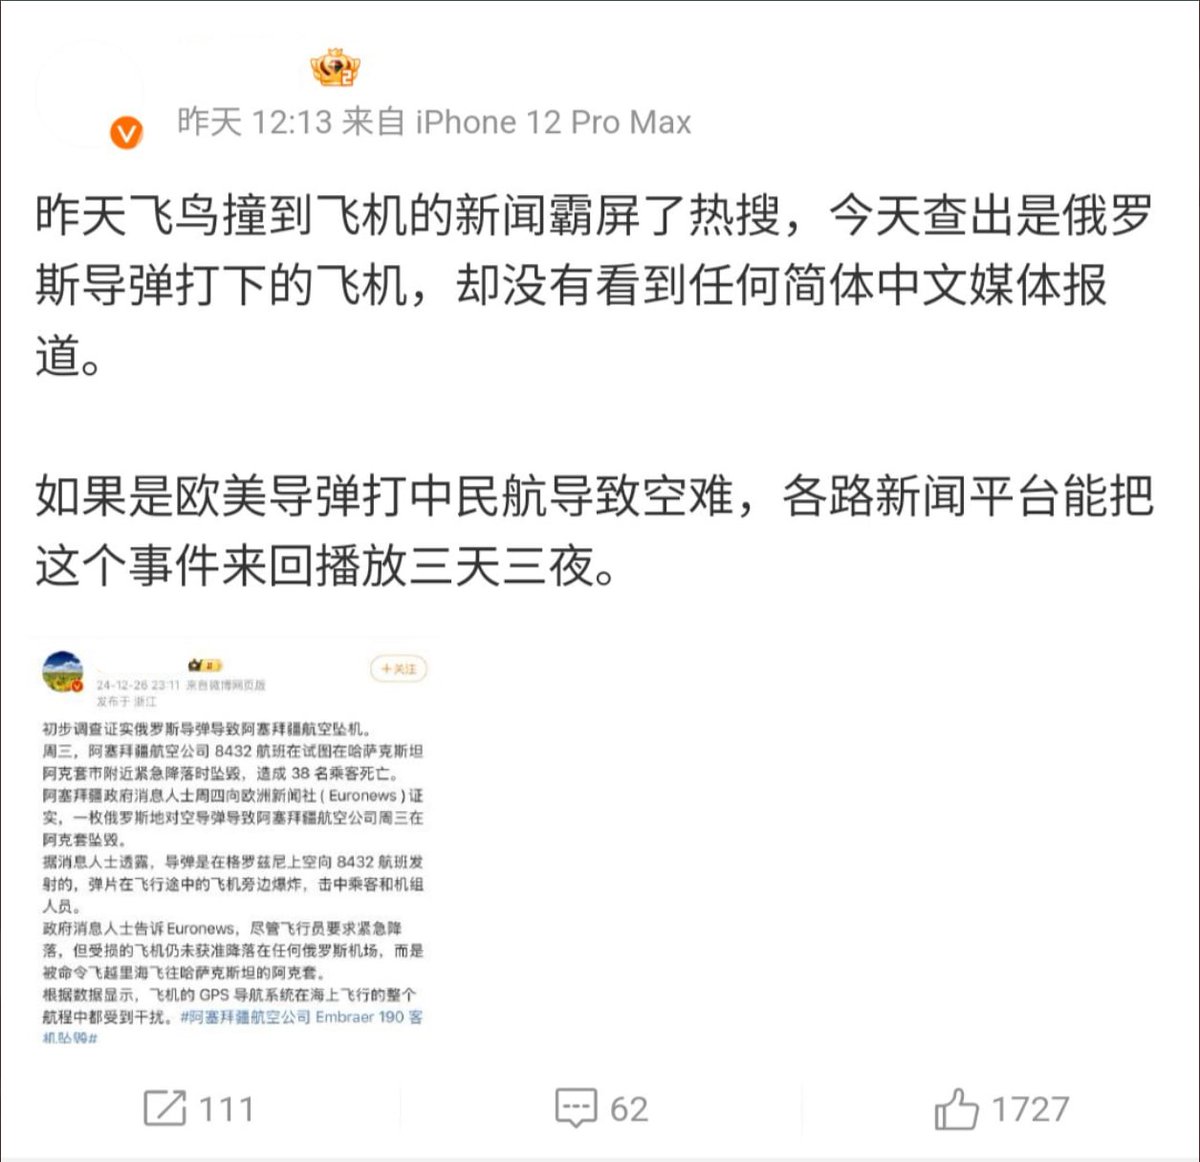 昨天 12:13 来自 iPhone 12 Pro Max
昨天飞鸟撞到飞机的新闻霸屏了热搜，今天查出是俄罗
斯导弹打下的飞机，却没有看到任何简体中文媒体报
道。
如果是欧美导弹打中民航导致空难，各路新闻平台能把
这个事件来回播放三天三夜。
+关注
24-12-26 23:11 来自微博网页版
发布于 浙江
初步调查证实俄罗斯导弹导致阿塞拜疆航空坠机。
周三，阿塞拜疆航空公司 8432 航班在试图在哈萨克斯坦
阿克套市附近紧急降落时坠毁，造成 38 名乘客死亡。
阿塞拜疆政府消息人士周四向欧洲新闻社 ( Euronews ) 证
实，一枚俄罗斯地对空导弹导致阿塞拜疆航空公司周三在
阿克套坠毁。
据消息人士透露，导弹是在格罗兹尼上空向 8432 航班发
射的，弹片在飞行途中的飞机旁边爆炸，击中乘客和机组
人员。
政府消息人士告诉 Euronews，尽管飞行员要求紧急降
落，但受损的飞机仍未获准降落在任何俄罗斯机场，而是
被命令飞越里海飞往哈萨克斯坦的阿克套。
根据数据显示，飞机的 GPS 导航系统在海上飞行的整个
航程中都受到干扰。#阿塞拜疆航空公司 Embraer 190 客
机坠毁#
111
62
1727